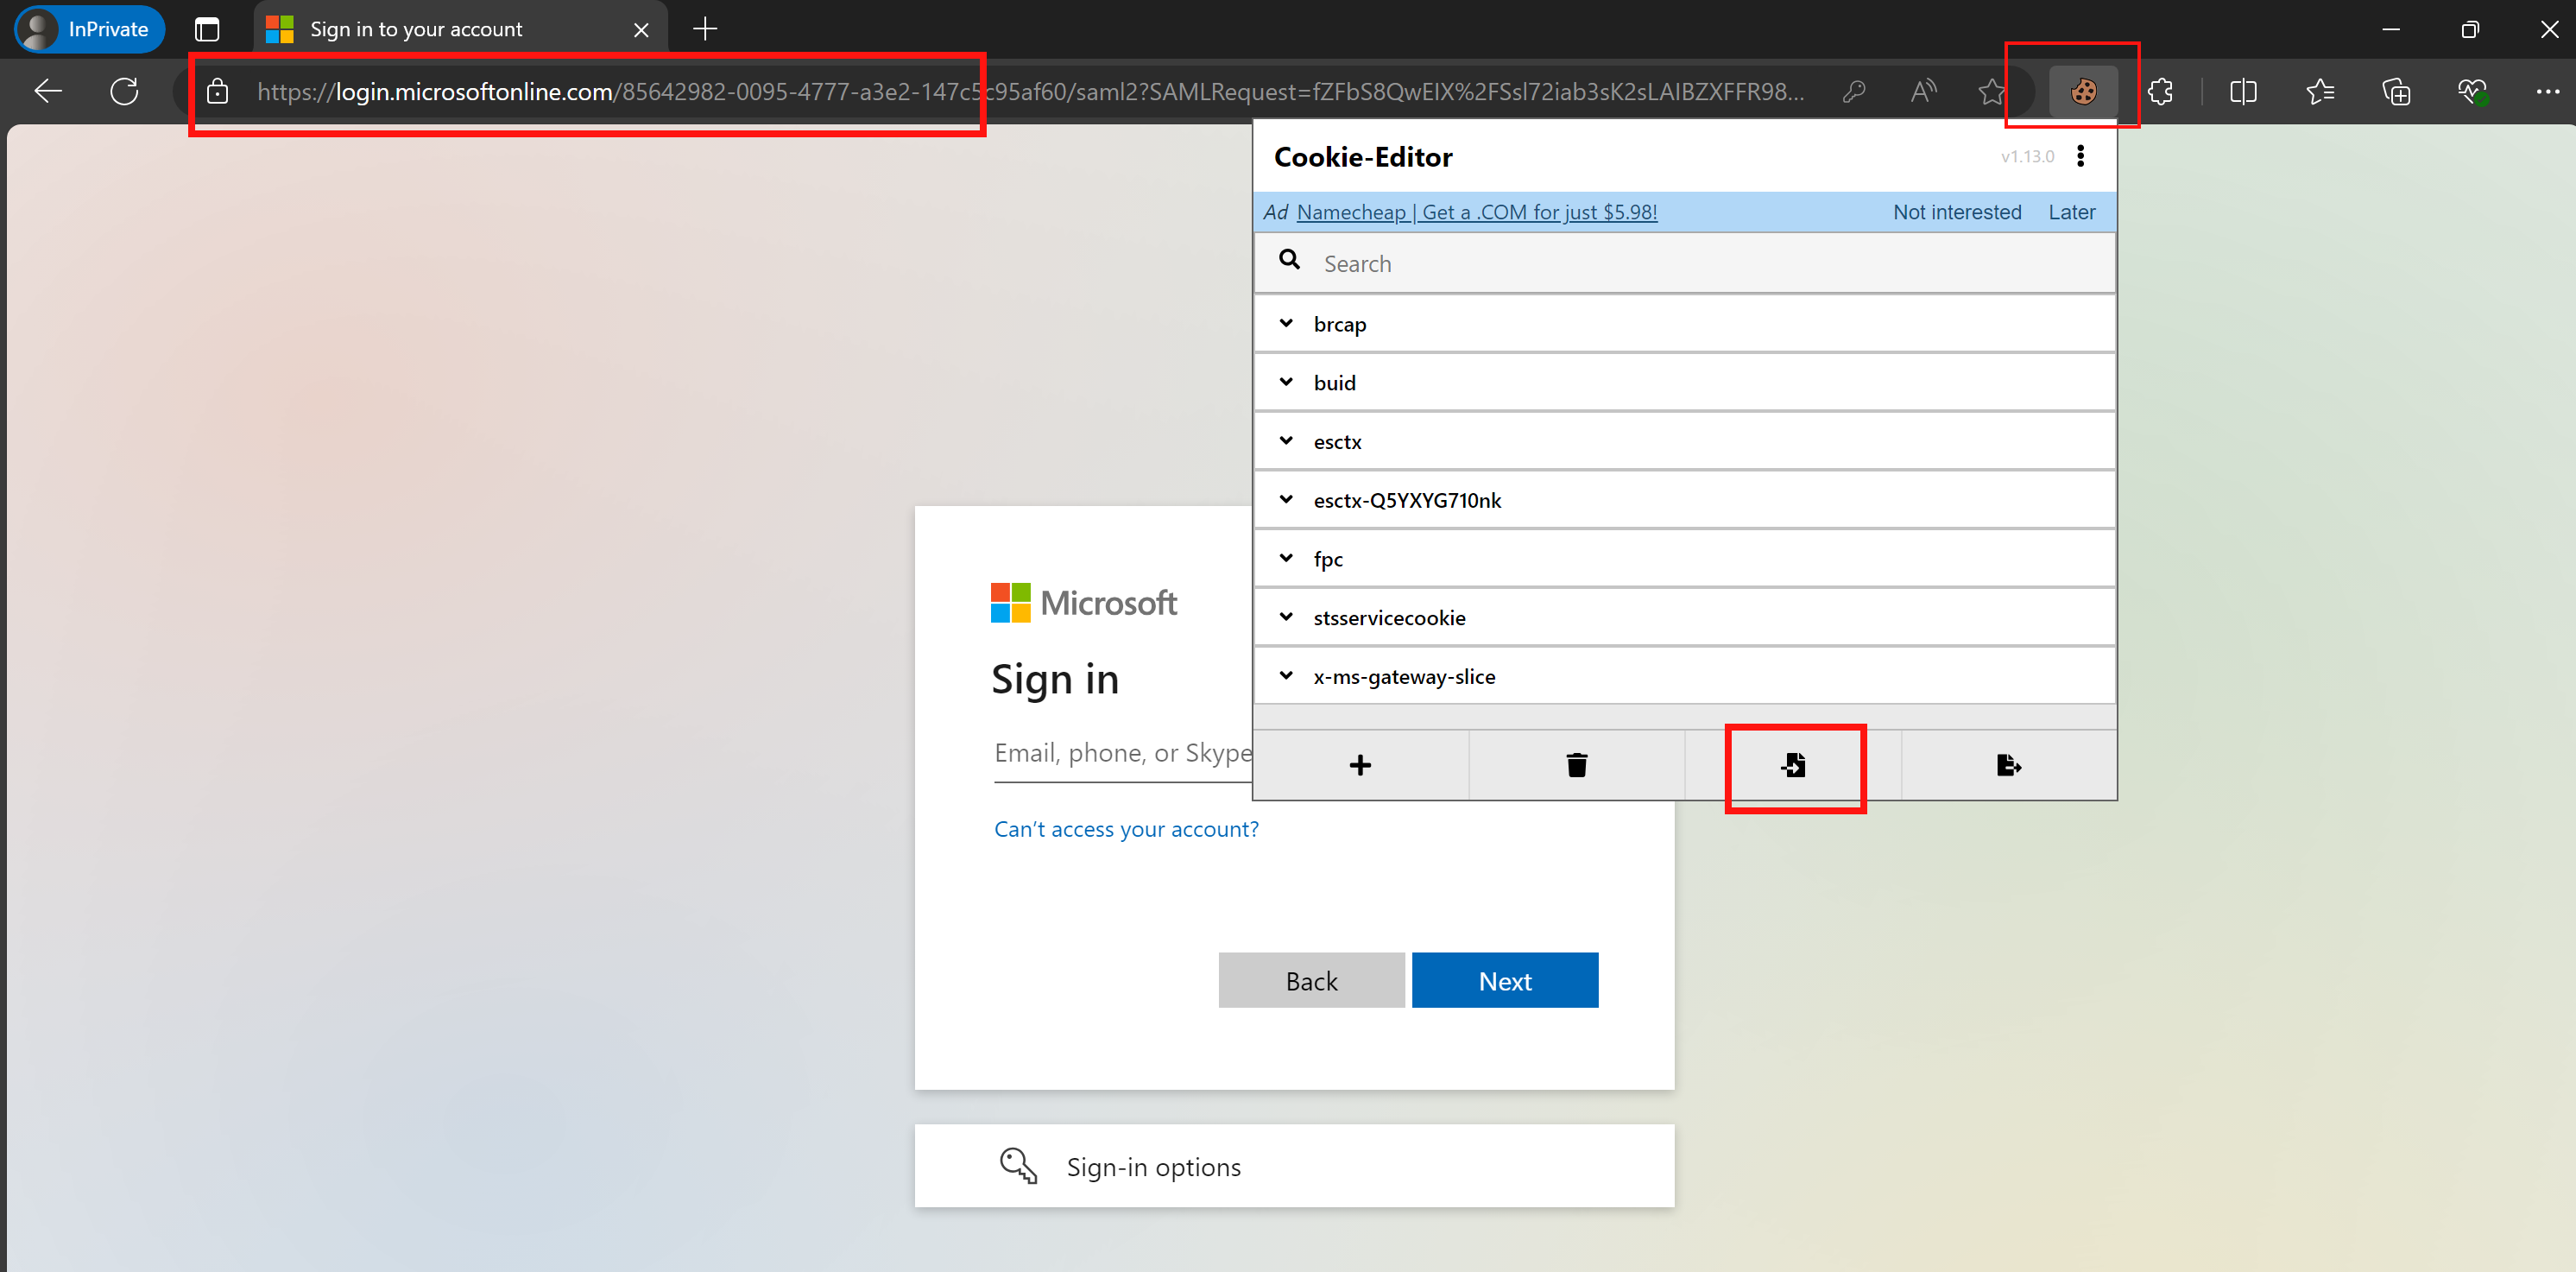 InPrivate
Sign in to your account
https://login.microsoftonline.com/85642982-0095-4777-a3e2-147c5c95af60/saml2?SAMLRequest=fZFbS8QwEIX%2FSsl72iab3sK2sLAIBZXFFR98...
Cookie-Editor
v1.13.0
Ad Namecheap | Get a .COM for just $5.98!
Not interested
Later
Search
brcap
buid
esctx
esctx-Q5YXYG710nk
fpc
stsservicecookie
x-ms-gateway-slice
Microsoft
Sign in
Email, phone, or Skype
Can’t access your account?
Back
Next
Sign-in options